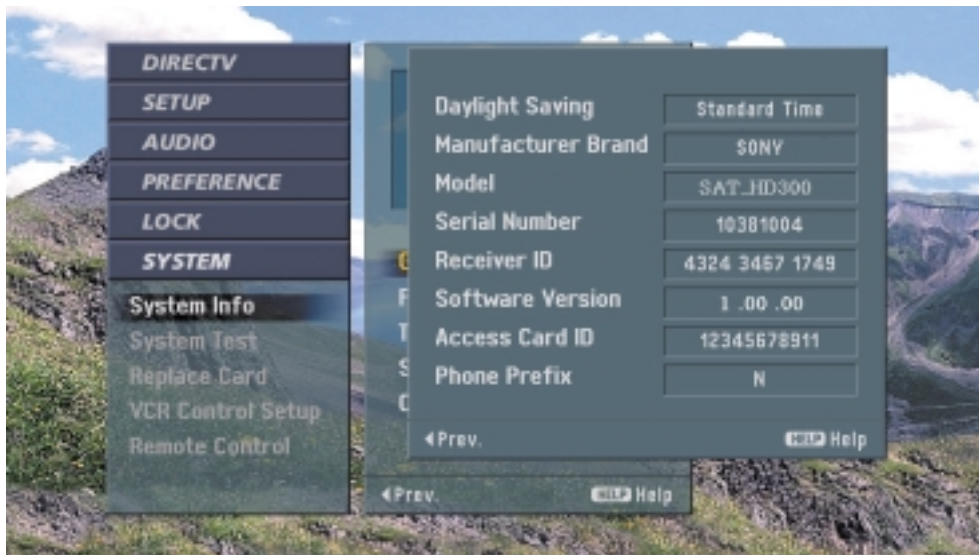 DIRECTV
SETUP
AUDIO
PREFERENCE
LOCK
SYSTEM
System Info
System Test
Replace Card
VCR Control Setup
Remote Control
Daylight Saving Standard Time
Manufacturer Brand SONY
Model SAT_HD300
Serial Number 10381004
Receiver ID 4324 3467 1749
Software Version 1 .00 .00
Access Card ID 12345678911
Phone Prefix N
Prev. HELP Help
Prev. HELP Help